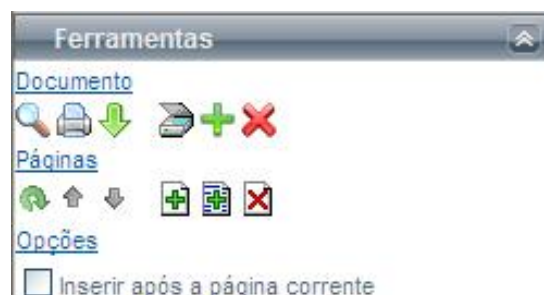 Ferramentas
Documento
Páginas
Opções
Inserir após a página corrente